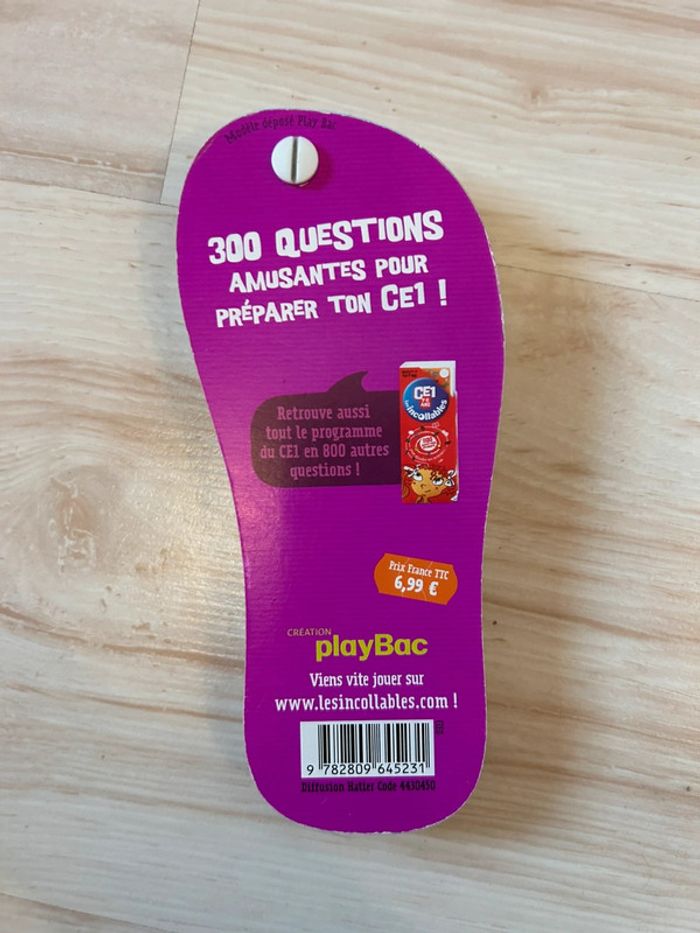 Modèle déposé Play Bac
300 QUESTIONS
AMUSANTES POUR
PRÉPARER TON CE1 !
CE1
les incollables
Retrouve aussi
tout le programme
du CE1 en 800 autres
questions !
Prix France TTC
6,99 €
CRÉATION
playBac
Viens vite jouer sur
www.lesincollables.com !
9 782809 645231
Diffusion Hatier Code 4430450